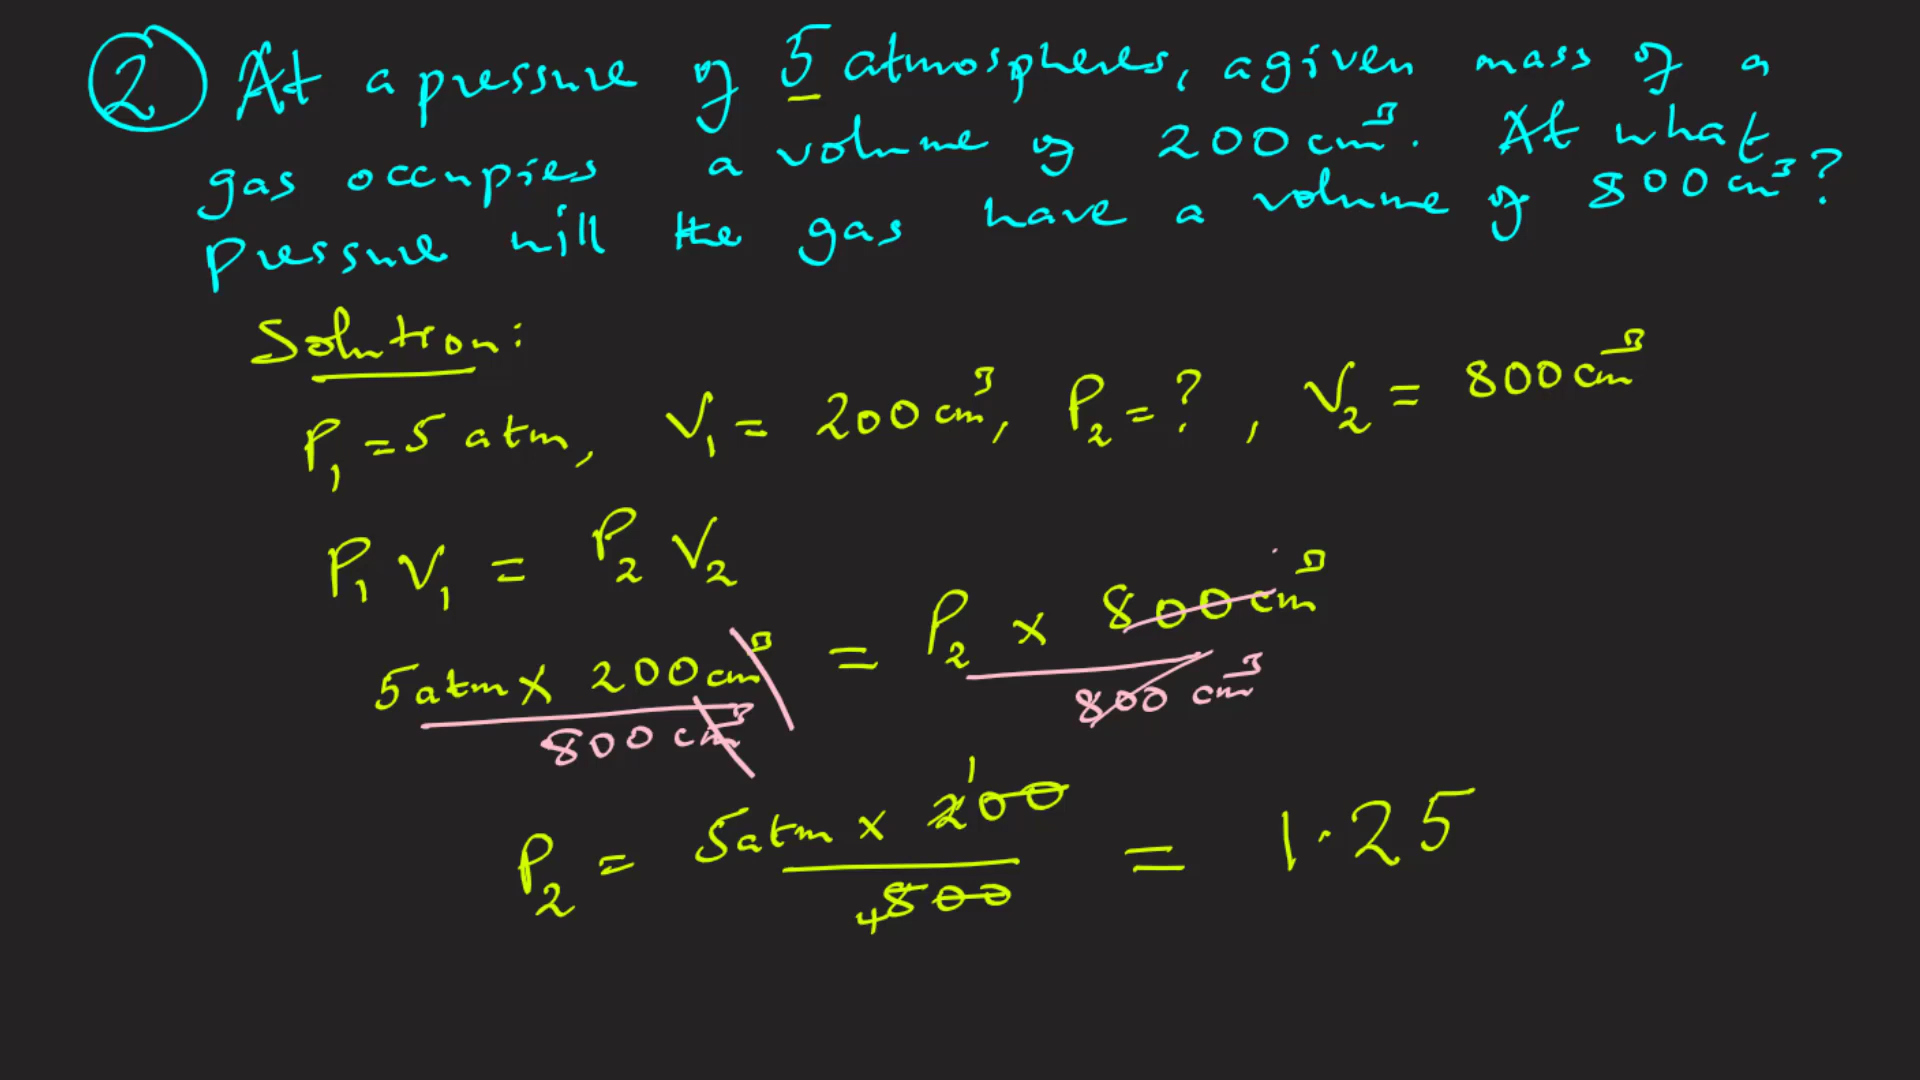 2 At a pressure of 5 atmospheres, a given mass of a
gas occupies a volume of 200 cm³. At what
pressure will the gas have a volume of 800 cm³?
Solution:
P₁ = 5 atm, V₁ = 200 cm³, P₂ = ?, V₂ = 800 cm³
P₁ V₁ = P₂ V₂
5 atm × 200 cm³ = P₂ × 800 cm³
800 cm³ 800 cm³
1
P₂ = 5 atm × 200 = 1.25
4 800